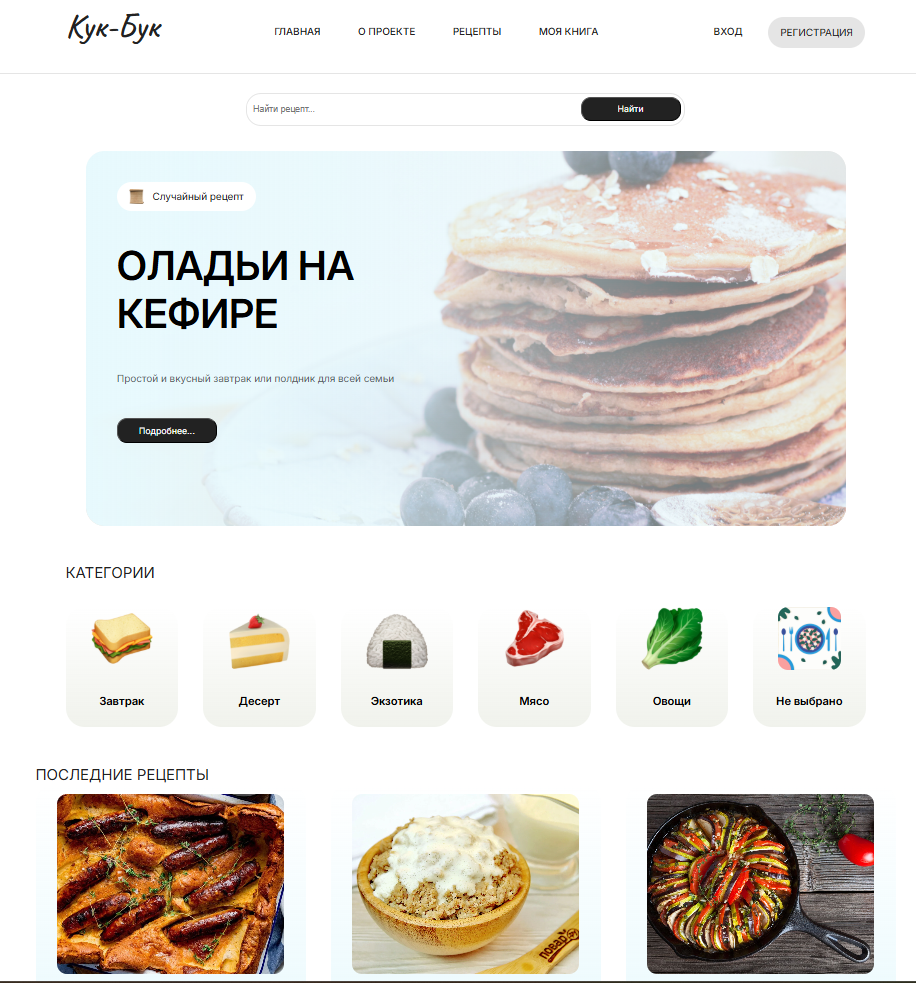 Кук-Бук
ГЛАВНАЯ О ПРОЕКТЕ РЕЦЕПТЫ МОЯ КНИГА ВХОД РЕГИСТРАЦИЯ
Найти рецепт... Найти
Случайный рецепт
ОЛАДЬИ НА
КЕФИРЕ
Простой и вкусный завтрак или полдник для всей семьи
Подробнее...
КАТЕГОРИИ
Завтрак Десерт Экзотика Мясо Овощи Не выбрано
ПОСЛЕДНИЕ РЕЦЕПТЫ
повар